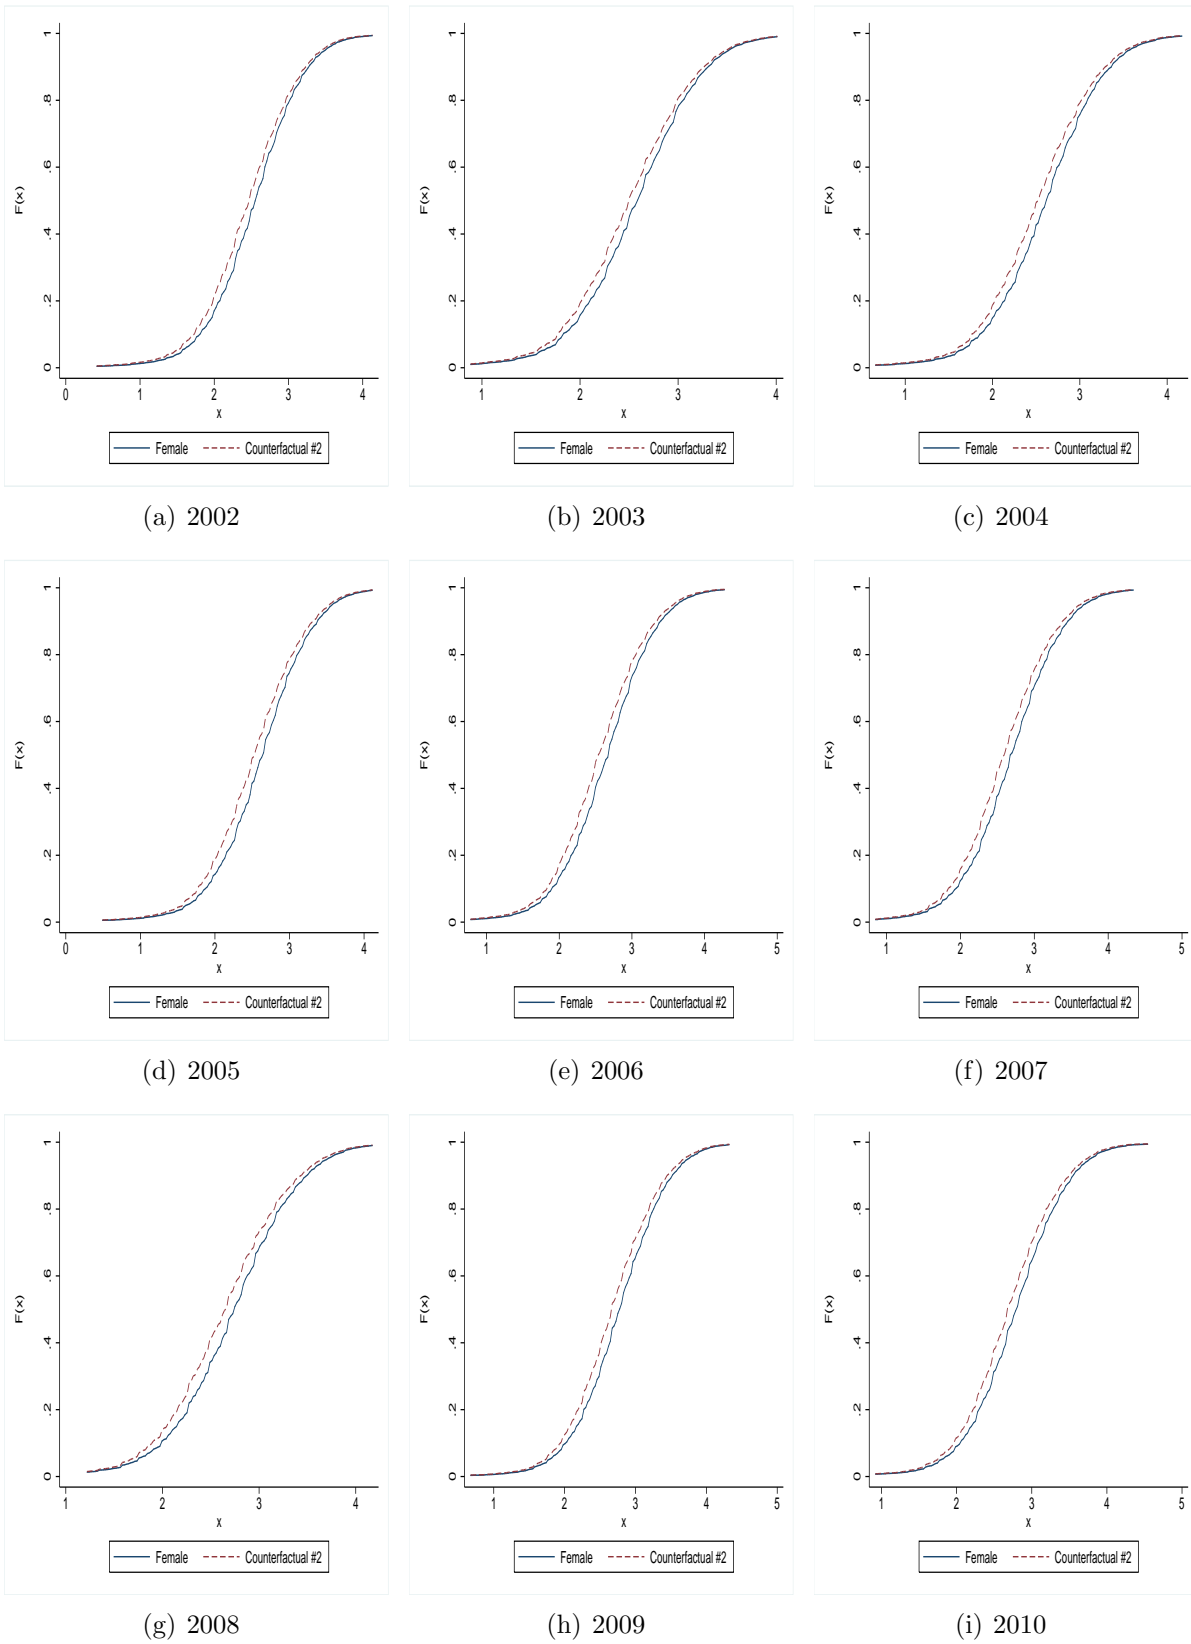 1
.8
.6
F(x)
.4
.2
0
0 1 2 3 4
x
Female Counterfactual #2
(a) 2002
1
.8
.6
F(x)
.4
.2
0
1 2 3 4
x
Female Counterfactual #2
(b) 2003
1
.8
.6
F(x)
.4
.2
0
1 2 3 4
x
Female Counterfactual #2
(c) 2004
1
.8
.6
F(x)
.4
.2
0
0 1 2 3 4
x
Female Counterfactual #2
(d) 2005
1
.8
.6
F(x)
.4
.2
0
1 2 3 4 5
x
Female Counterfactual #2
(e) 2006
1
.8
.6
F(x)
.4
.2
0
1 2 3 4 5
x
Female Counterfactual #2
(f) 2007
1
.8
.6
F(x)
.4
.2
0
1 2 3 4
x
Female Counterfactual #2
(g) 2008
1
.8
.6
F(x)
.4
.2
0
1 2 3 4 5
x
Female Counterfactual #2
(h) 2009
1
.8
.6
F(x)
.4
.2
0
1 2 3 4 5
x
Female Counterfactual #2
(i) 2010